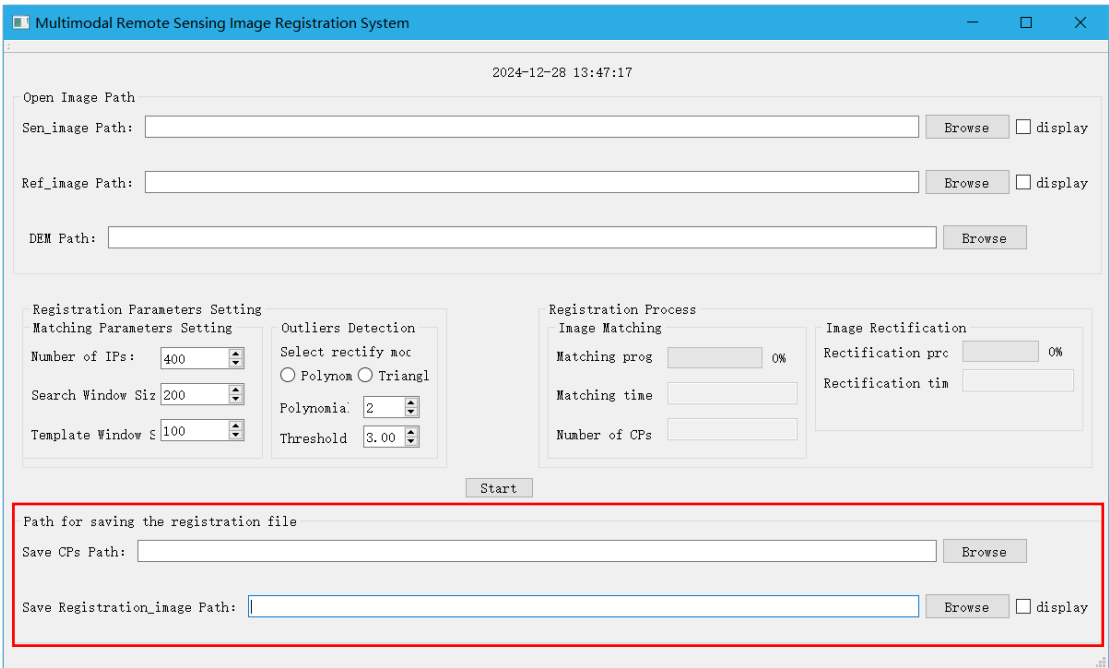 Multimodal Remote Sensing Image Registration System
2024-12-28 13:47:17
Open Image Path
Sen_image Path: Browse display
Ref_image Path: Browse display
DEM Path: Browse
Registration Parameters Setting
Matching Parameters Setting
Number of IPs: 400
Search Window Siz 200
Template Window S 100
Outliers Detection
Select rectify moc
Polynom Triangl
Polynomia 2
Threshold 3.00
Registration Process
Image Matching
Matching prog 0%
Matching time
Number of CPs
Image Rectification
Rectification prc 0%
Rectification tim
Start
Path for saving the registration file
Save CPs Path: Browse
Save Registration_image Path: Browse display